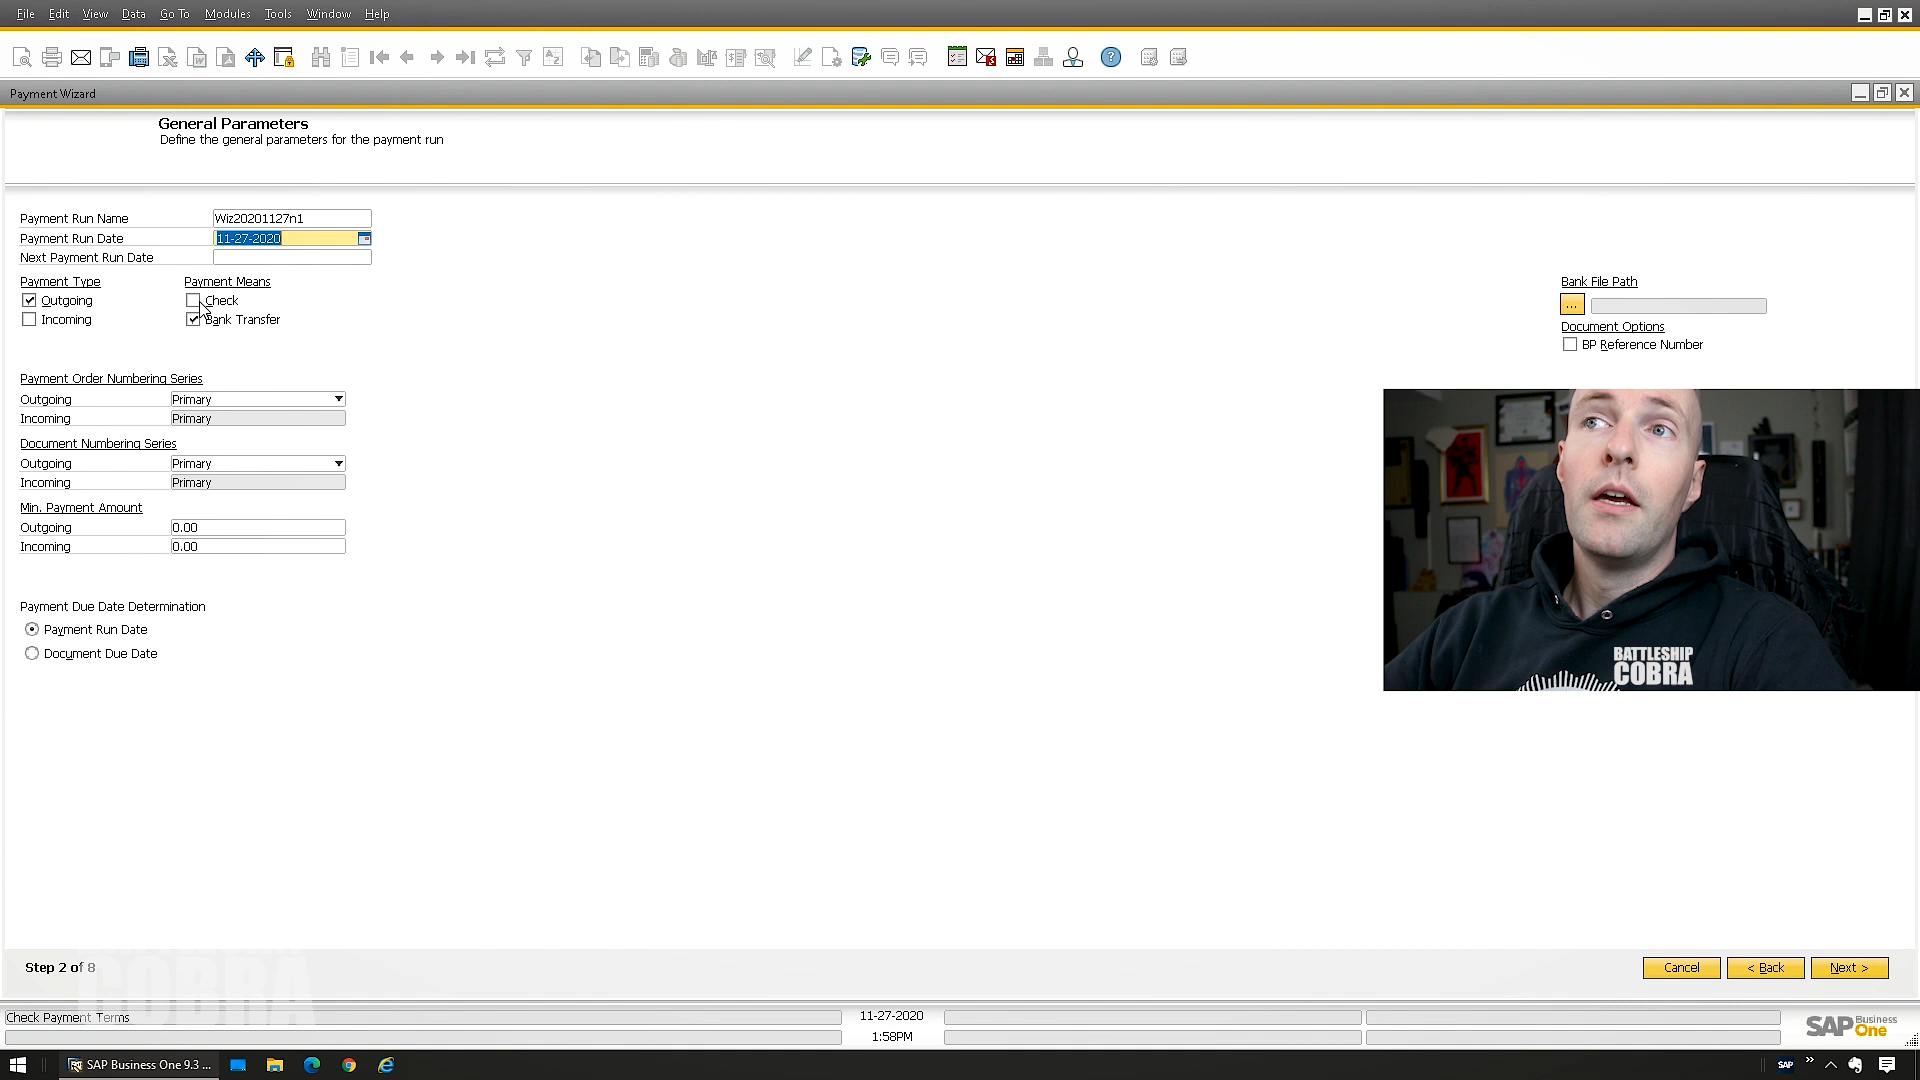 File Edit View Data Go To Modules Tools Window Help
Payment Wizard
General Parameters
Define the general parameters for the payment run
Payment Run Name Wiz20201127n1
Payment Run Date 11-27-2020
Next Payment Run Date
Payment Type Payment Means Bank File Path
Outgoing Check ...
Incoming Bank Transfer
Document Options
BP Reference Number
Payment Order Numbering Series
Outgoing Primary
Incoming Primary
Document Numbering Series
Outgoing Primary
Incoming Primary
Min. Payment Amount
Outgoing 0.00
Incoming 0.00
Payment Due Date Determination
Payment Run Date
Document Due Date
BATTLESHIP
COBRA
Step 2 of 8 Cancel < Back Next >
COBRA
Check Payment Terms 11-27-2020
1:58PM
SAP Business One
SAP Business One 9.3 ... SAP